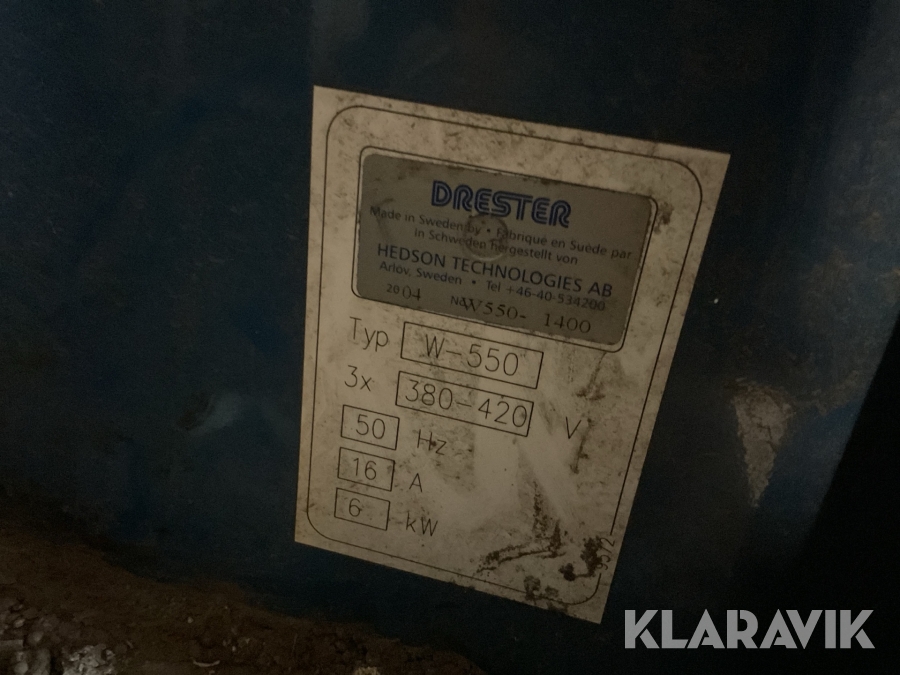 DRESTER
Made in Sweden by • Fabriqué en Suède par
in Schweden hergestellt von
HEDSON TECHNOLOGIES AB
Arlöv, Sweden • Tel +46-40-534200
2004 W550- 1400
Typ W-550
3x 380-420 V
50 Hz
16 A
6 kW
KLARAVIK